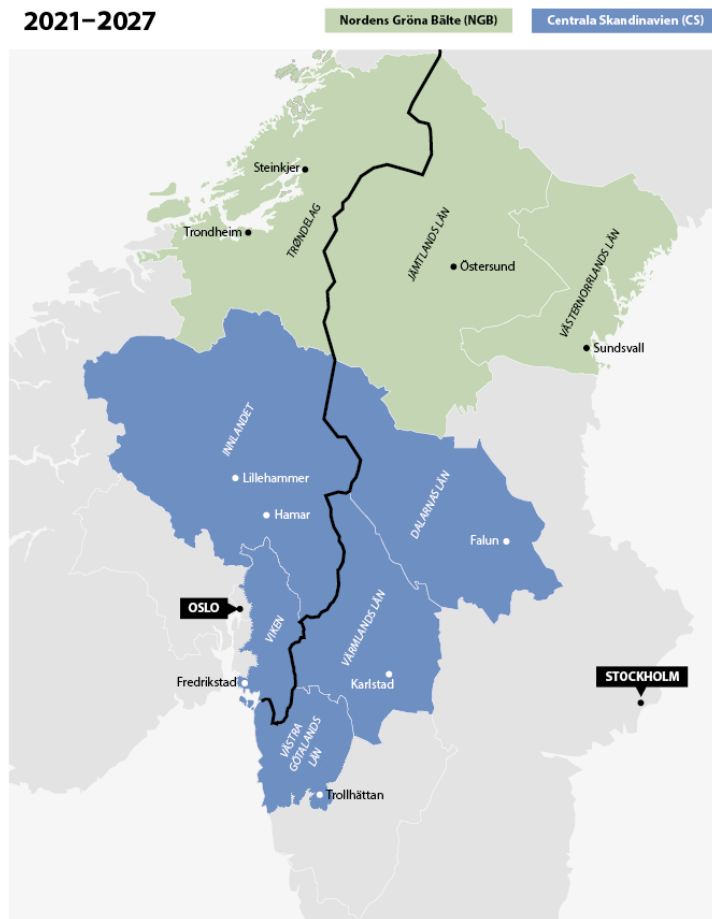 2021–2027
Nordens Gröna Bälte (NGB)
Centrala Skandinavien (CS)
Steinkjer
Trondheim
TRØNDELAG
JÄMTLANDS LÄN
Östersund
VÄSTERNORRLANDS LÄN
Sundsvall
INNLANDET
Lillehammer
Hamar
DALARNAS LÄN
Falun
OSLO
VIKEN
VÄRMLANDS LÄN
Fredrikstad
Karlstad
STOCKHOLM
VÄSTRA
GÖTALANDS
LÄN
Trollhättan